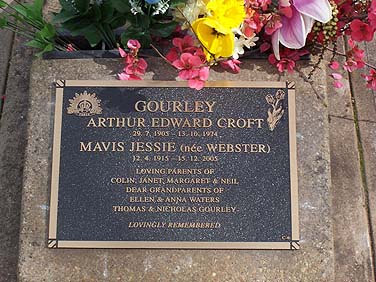 GOURLEY
ARTHUR EDWARD CROFT
29. 7. 1905 – 13. 10. 1974
MAVIS JESSIE (née WEBSTER)
12. 4. 1915 – 15. 12. 2005
LOVING PARENTS OF
COLIN, JANET, MARGARET & NEIL
DEAR GRANDPARENTS OF
ELLEN & ANNA WATERS
THOMAS & NICHOLAS GOURLEY
LOVINGLY REMEMBERED